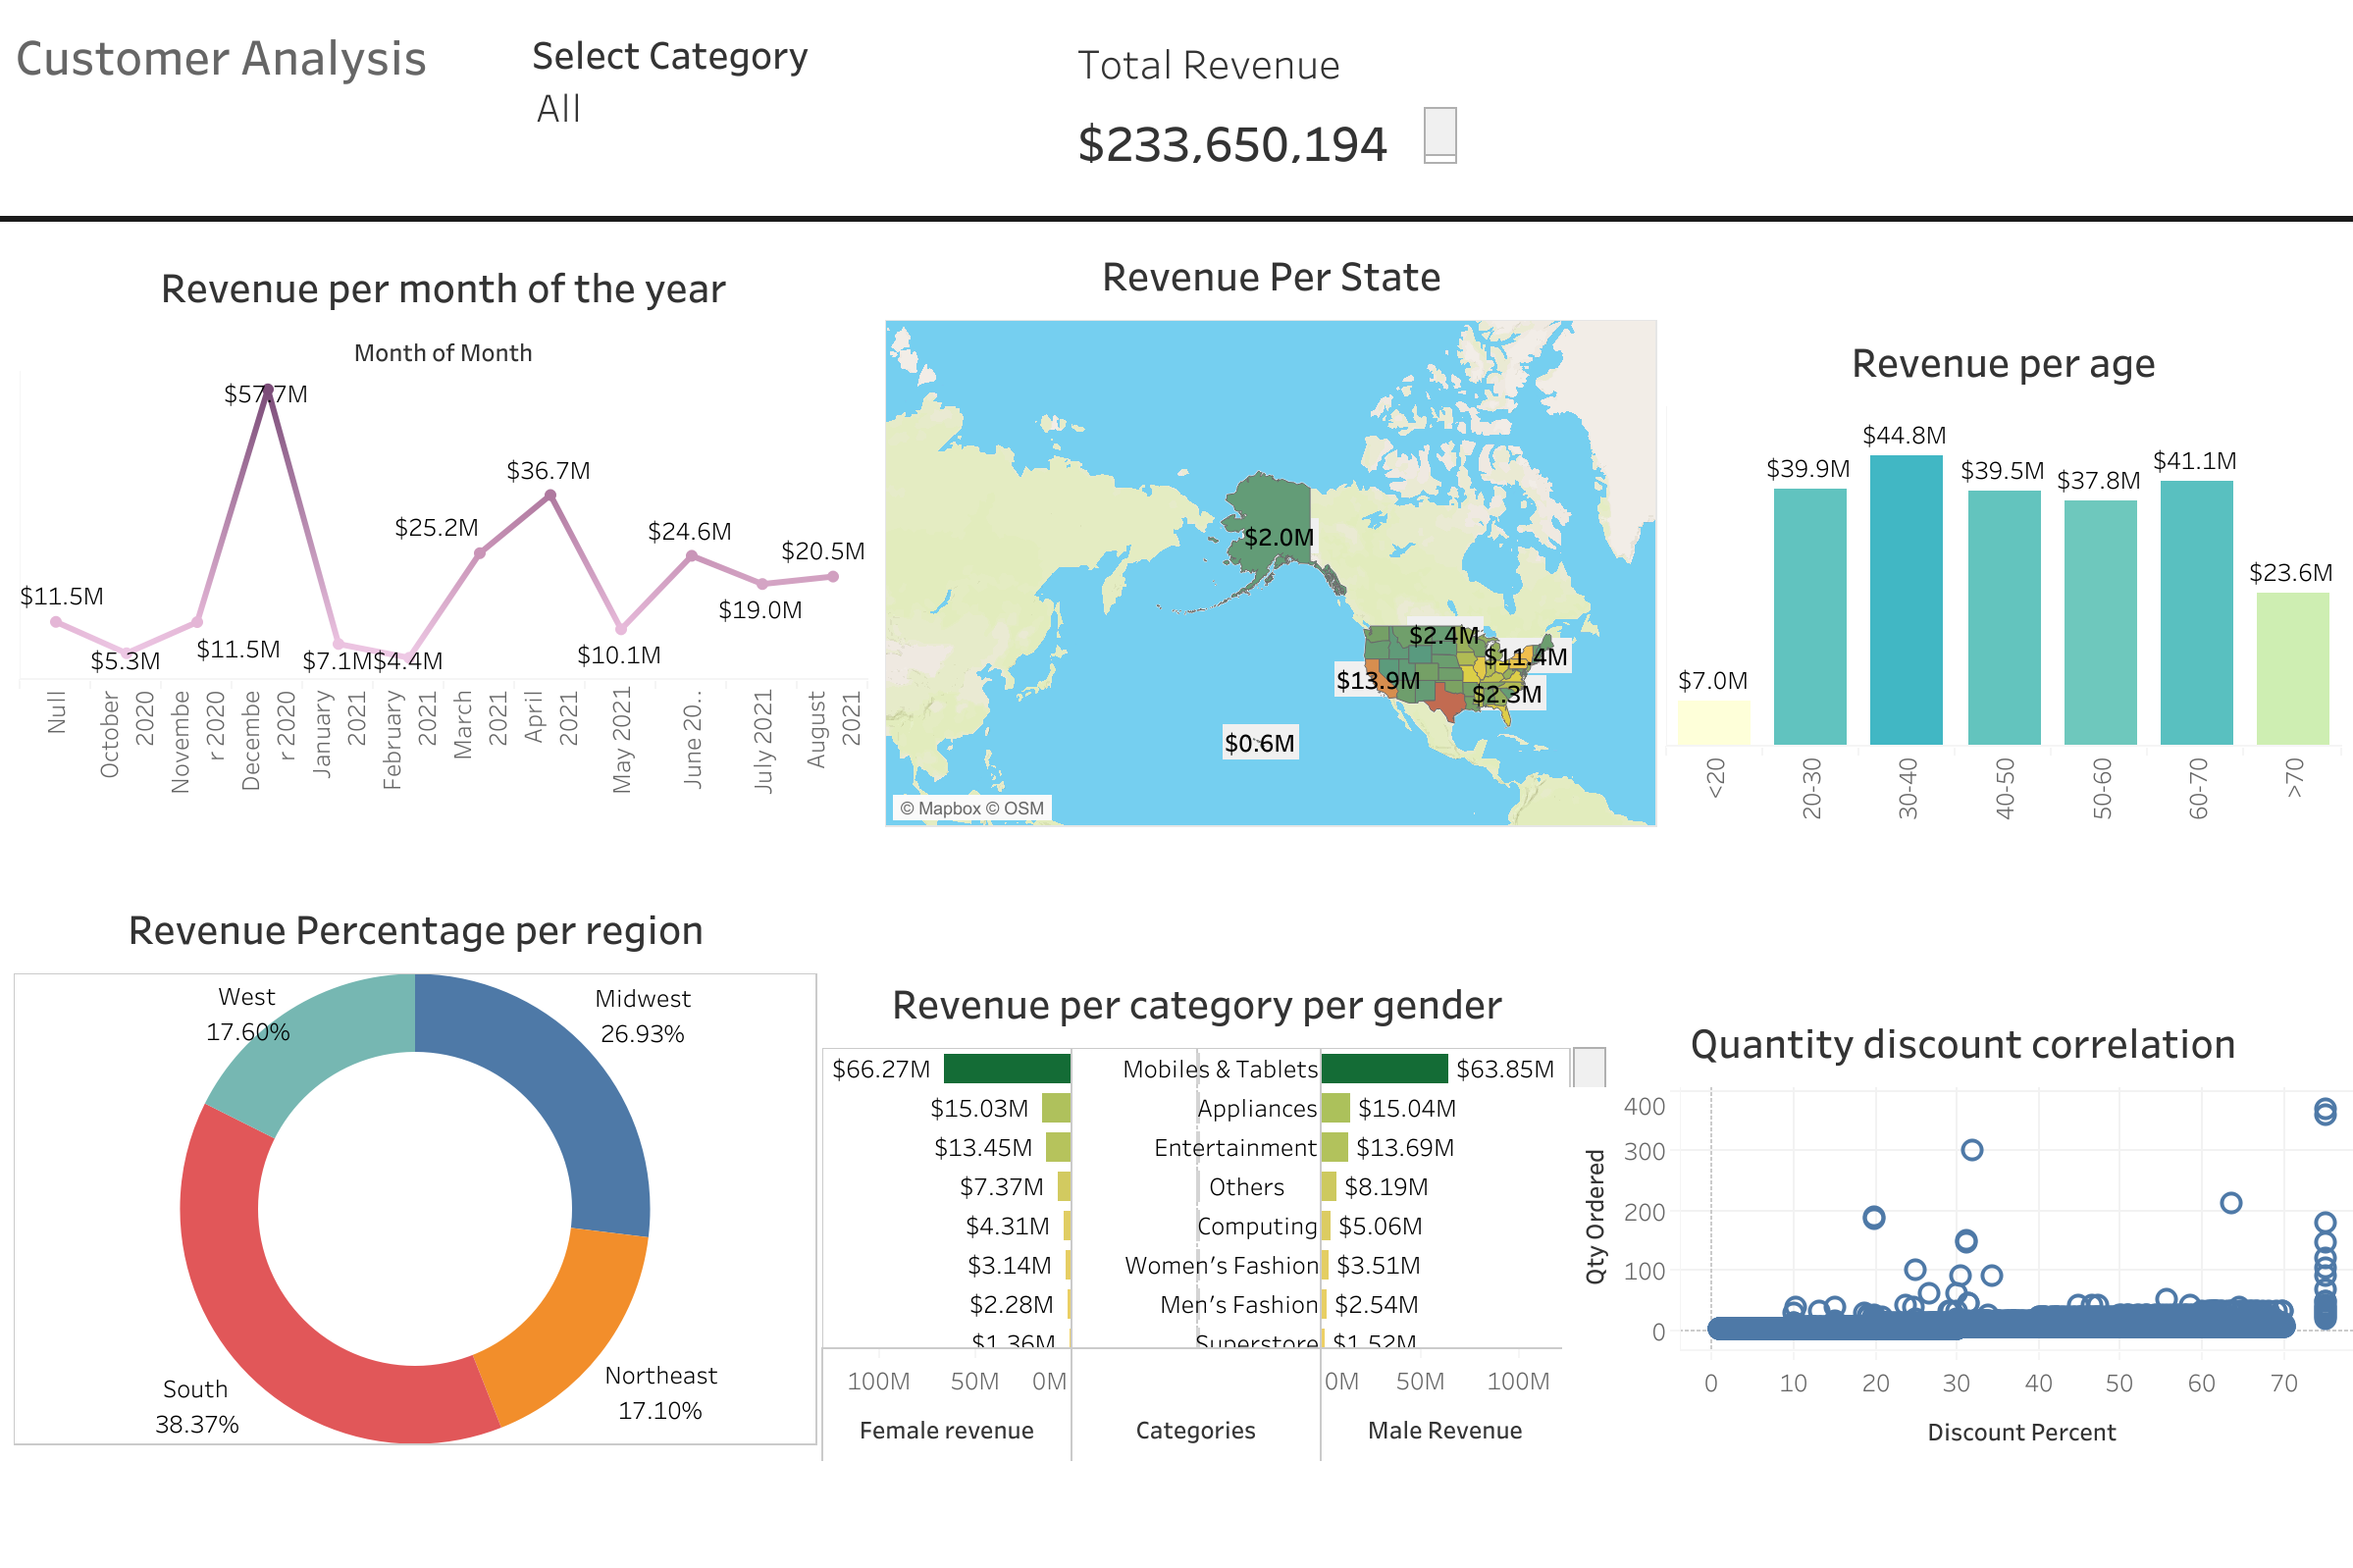 Customer Analysis
Select Category
All
Total Revenue
$233,650,194
Revenue per month of the year
Month of Month
$11.5M
$5.3M
$11.5M
$57.7M
$7.1M
$4.4M
$25.2M
$36.7M
$10.1M
$24.6M
$19.0M
$20.5M
Null
October
2020
Novembe
r 2020
Decembe
r 2020
January
2021
February
2021
March
2021
April
2021
May 2021
June 20..
July 2021
August
2021
Revenue Per State
$2.0M
$2.4M
$11.4M
$13.9M
$2.3M
$0.6M
© Mapbox © OSM
Revenue per age
$7.0M
$39.9M
$44.8M
$39.5M
$37.8M
$41.1M
$23.6M
<20
20-30
30-40
40-50
50-60
60-70
>70
Revenue Percentage per region
West
17.60%
Midwest
26.93%
South
38.37%
Northeast
17.10%
Revenue per category per gender
$66.27M Mobiles & Tablets $63.85M
$15.03M Appliances $15.04M
$13.45M Entertainment $13.69M
$7.37M Others $8.19M
$4.31M Computing $5.06M
$3.14M Women's Fashion $3.51M
$2.28M Men's Fashion $2.54M
$1.36M Superstore $1.52M
100M 50M 0M 0M 50M 100M
Female revenue Categories Male Revenue
Quantity discount correlation
Qty Ordered
400
300
200
100
0
0 10 20 30 40 50 60 70
Discount Percent